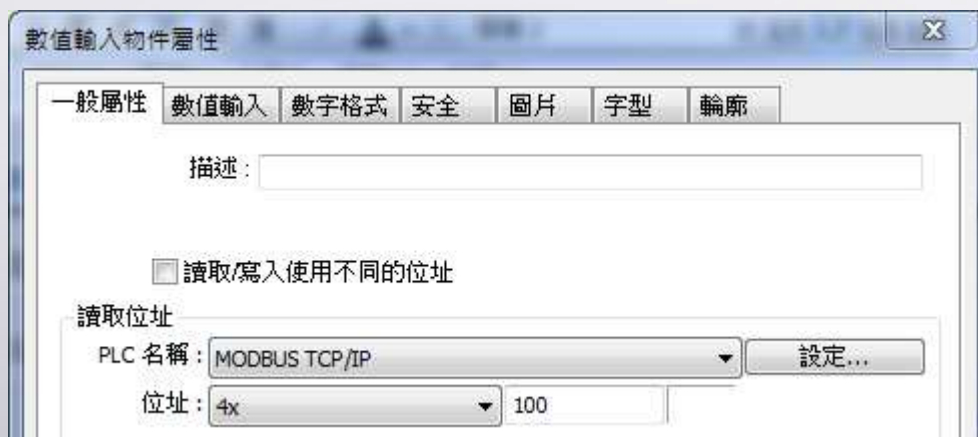 數值輸入物件屬性
一般屬性 數值輸入 數字格式 安全 圖片 字型 輪廓
描述 :
讀取/寫入使用不同的位址
讀取位址
PLC 名稱 : MODBUS TCP/IP 設定...
位址 : 4x 100